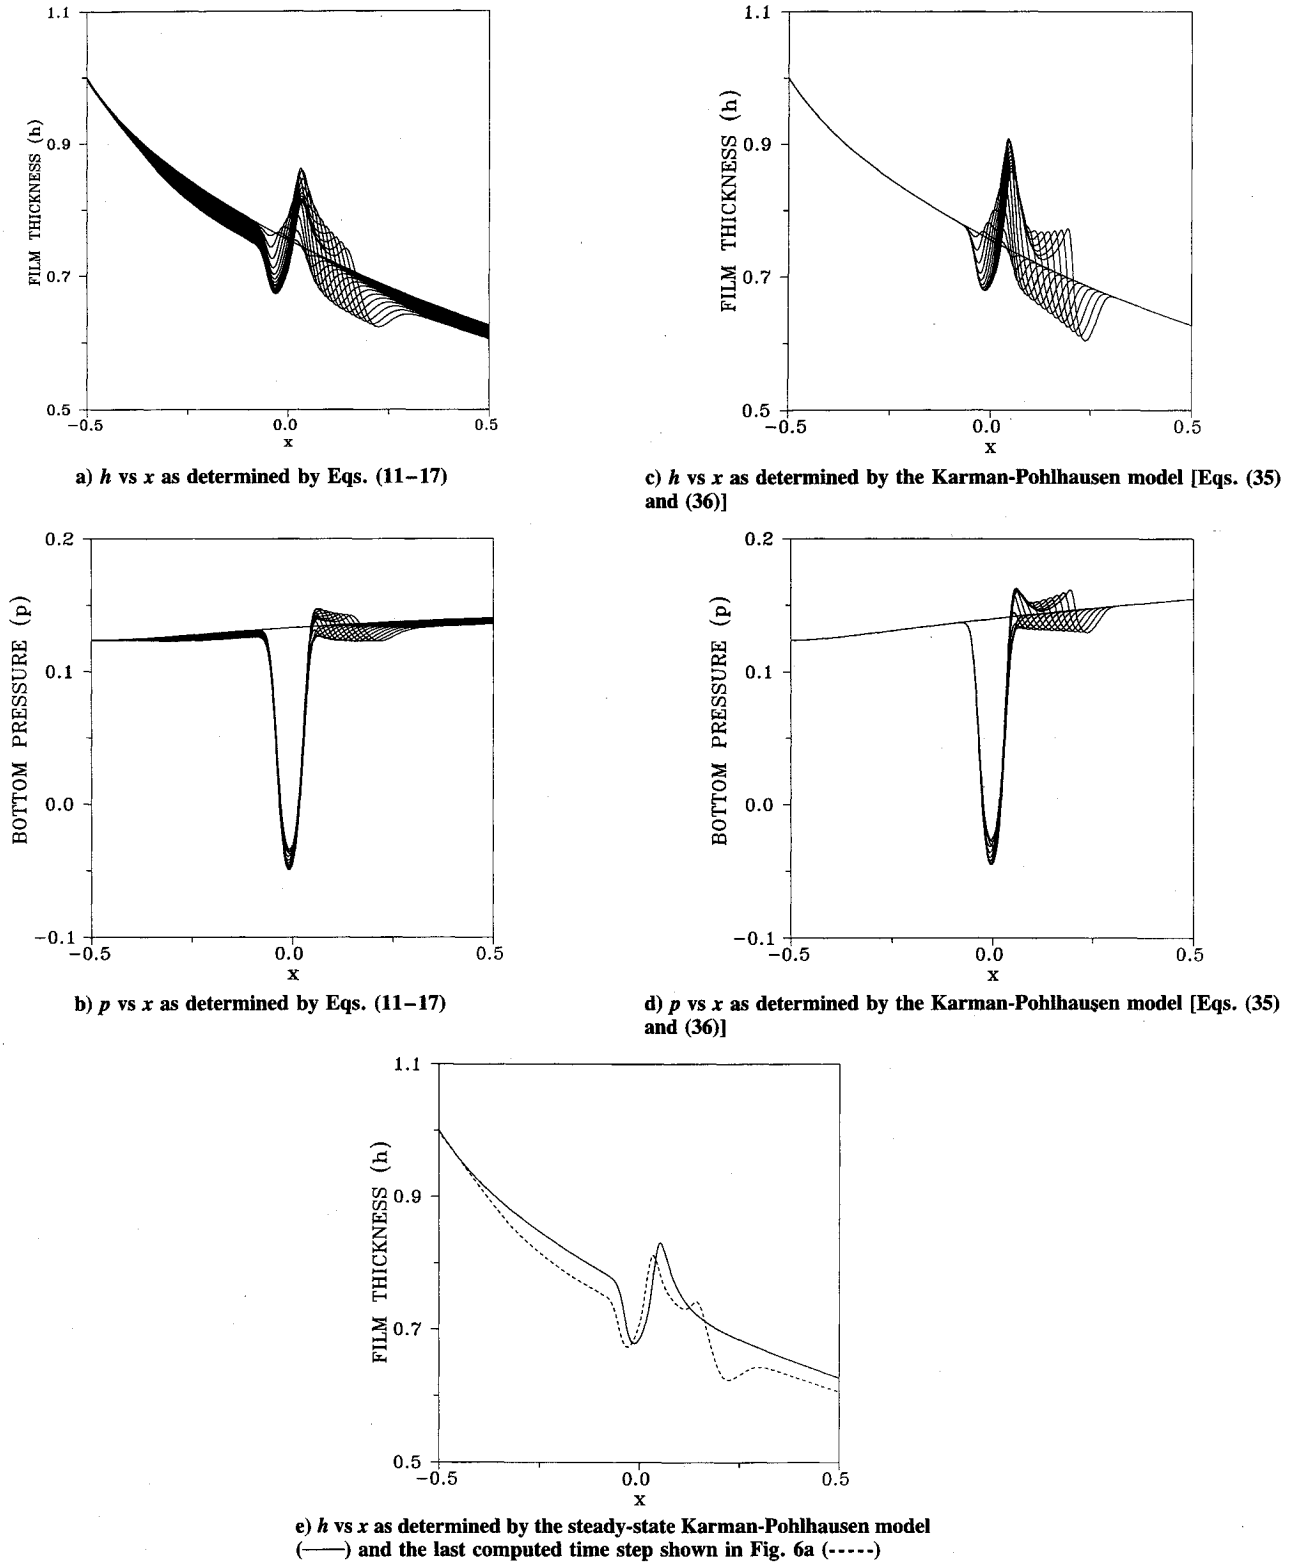 1.1
0.9
0.7
0.5
FILM THICKNESS (h)
−0.5
0.0
0.5
x
a) h vs x as determined by Eqs. (11–17)
1.1
0.9
0.7
0.5
FILM THICKNESS (h)
−0.5
0.0
0.5
x
c) h vs x as determined by the Karman-Pohlhausen model [Eqs. (35)
and (36)]
0.2
0.1
0.0
−0.1
BOTTOM PRESSURE (p)
−0.5
0.0
0.5
x
b) p vs x as determined by Eqs. (11–17)
0.2
0.1
0.0
−0.1
BOTTOM PRESSURE (p)
−0.5
0.0
0.5
x
d) p vs x as determined by the Karman-Pohlhausen model [Eqs. (35)
and (36)]
1.1
0.9
0.7
0.5
FILM THICKNESS (h)
−0.5
0.0
0.5
x
e) h vs x as determined by the steady-state Karman-Pohlhausen model
(——) and the last computed time step shown in Fig. 6a (-----)